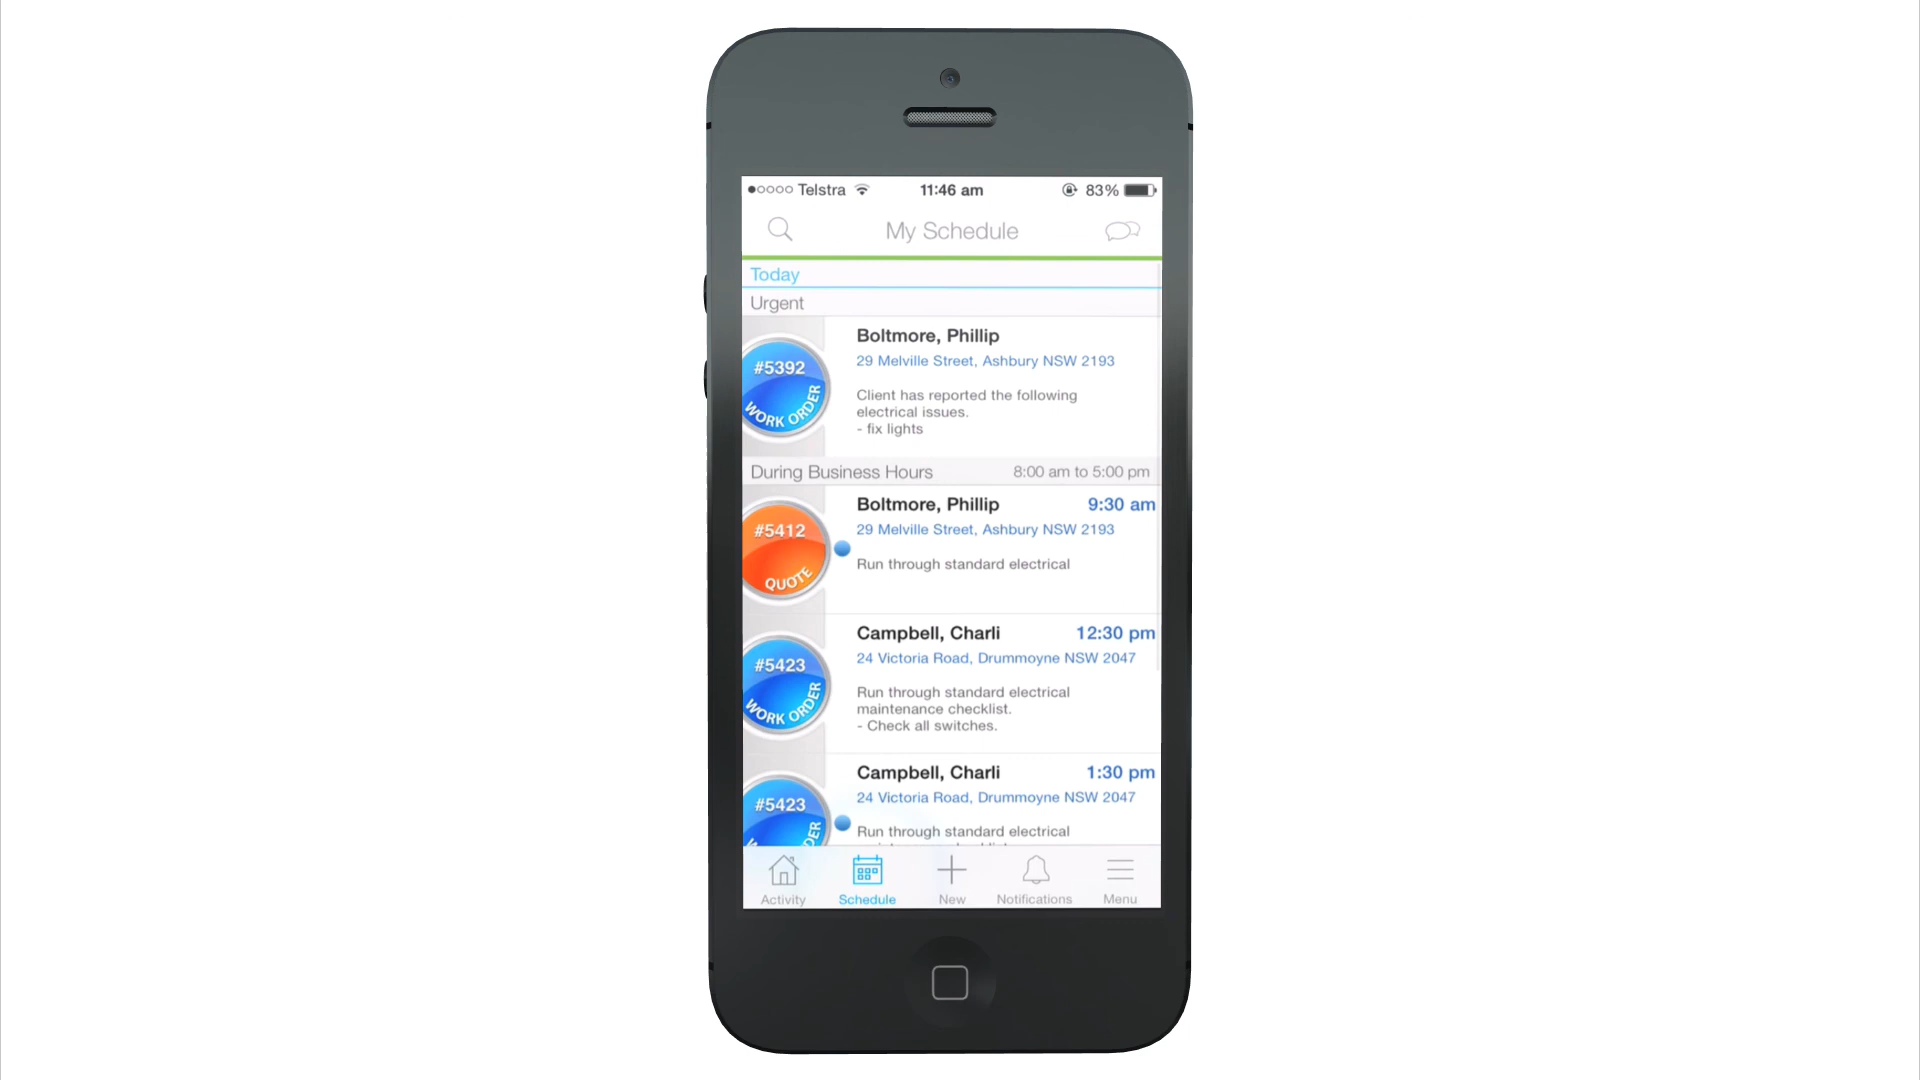 Telstra 11:46 am 83%
My Schedule
Today
Urgent
Boltmore, Phillip
29 Melville Street, Ashbury NSW 2193
#5392
WORK ORDER
Client has reported the following
electrical issues.
- fix lights
During Business Hours 8:00 am to 5:00 pm
Boltmore, Phillip 9:30 am
29 Melville Street, Ashbury NSW 2193
#5412
QUOTE
Run through standard electrical
Campbell, Charli 12:30 pm
24 Victoria Road, Drummoyne NSW 2047
#5423
WORK ORDER
Run through standard electrical
maintenance checklist.
- Check all switches.
Campbell, Charli 1:30 pm
24 Victoria Road, Drummoyne NSW 2047
#5423
Run through standard electrical
Activity Schedule New Notifications Menu